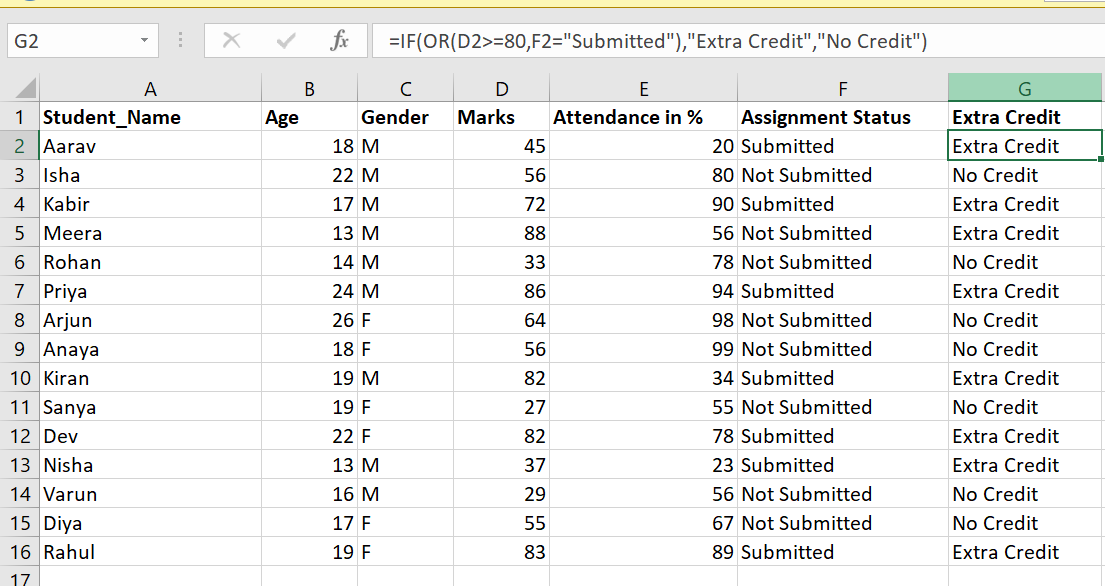 G2 fx =IF(OR(D2>=80,F2="Submitted"),"Extra Credit","No Credit")
A B C D E F G
1 Student_Name Age Gender Marks Attendance in % Assignment Status Extra Credit
2 Aarav 18 M 45 20 Submitted Extra Credit
3 Isha 22 M 56 80 Not Submitted No Credit
4 Kabir 17 M 72 90 Submitted Extra Credit
5 Meera 13 M 88 56 Not Submitted Extra Credit
6 Rohan 14 M 33 78 Not Submitted No Credit
7 Priya 24 M 86 94 Submitted Extra Credit
8 Arjun 26 F 64 98 Not Submitted No Credit
9 Anaya 18 F 56 99 Not Submitted No Credit
10 Kiran 19 M 82 34 Submitted Extra Credit
11 Sanya 19 F 27 55 Not Submitted No Credit
12 Dev 22 F 82 78 Submitted Extra Credit
13 Nisha 13 M 37 23 Submitted Extra Credit
14 Varun 16 M 29 56 Not Submitted No Credit
15 Diya 17 F 55 67 Not Submitted No Credit
16 Rahul 19 F 83 89 Submitted Extra Credit
17